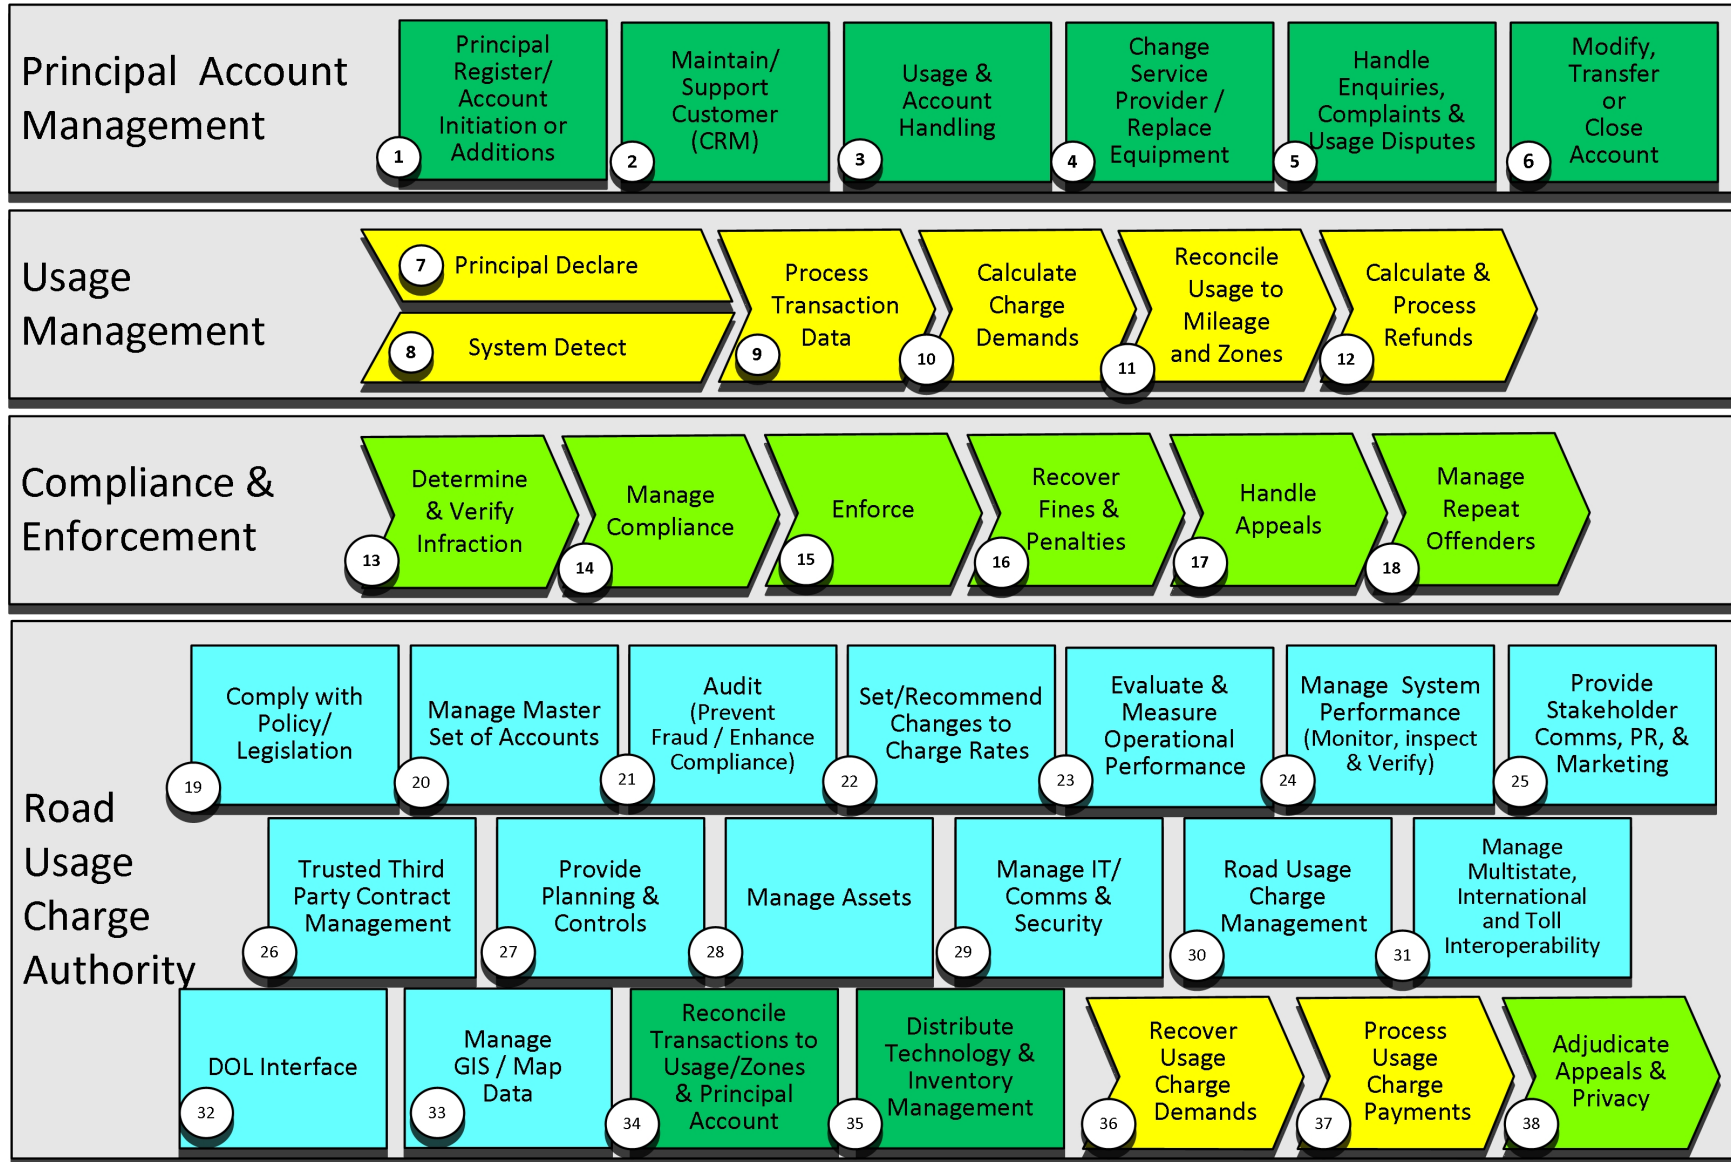 Principal Account
Management
Principal
Register/
Account
Initiation or
Additions
1
Maintain/
Support
Customer
(CRM)
2
Usage &
Account
Handling
3
Change
Service
Provider /
Replace
Equipment
4
Handle
Enquiries,
Complaints &
Usage Disputes
5
Modify,
Transfer
or
Close
Account
6
Usage
Management
7
Principal Declare
8
System Detect
Process
Transaction
Data
9
Calculate
Charge
Demands
10
Reconcile
Usage to
Mileage
and Zones
11
Calculate &
Process
Refunds
12
Compliance &
Enforcement
Determine
& Verify
Infraction
13
Manage
Compliance
14
Enforce
15
Recover
Fines &
Penalties
16
Handle
Appeals
17
Manage
Repeat
Offenders
18
Road
Usage
Charge
Authority
Comply with
Policy/
Legislation
19
Manage Master
Set of Accounts
20
Audit
(Prevent
Fraud / Enhance
Compliance)
21
Set/Recommend
Changes to
Charge Rates
22
Evaluate &
Measure
Operational
Performance
23
Manage System
Performance
(Monitor, inspect
& Verify)
24
Provide
Stakeholder
Comms, PR, &
Marketing
25
Trusted Third
Party Contract
Management
26
Provide
Planning &
Controls
27
Manage Assets
28
Manage IT/
Comms &
Security
29
Road Usage
Charge
Management
30
Manage
Multistate,
International
and Toll
Interoperability
31
DOL Interface
32
Manage
GIS / Map
Data
33
Reconcile
Transactions to
Usage/Zones
& Principal
Account
34
Distribute
Technology &
Inventory
Management
35
Recover
Usage
Charge
Demands
36
Process
Usage
Charge
Payments
37
Adjudicate
Appeals &
Privacy
38